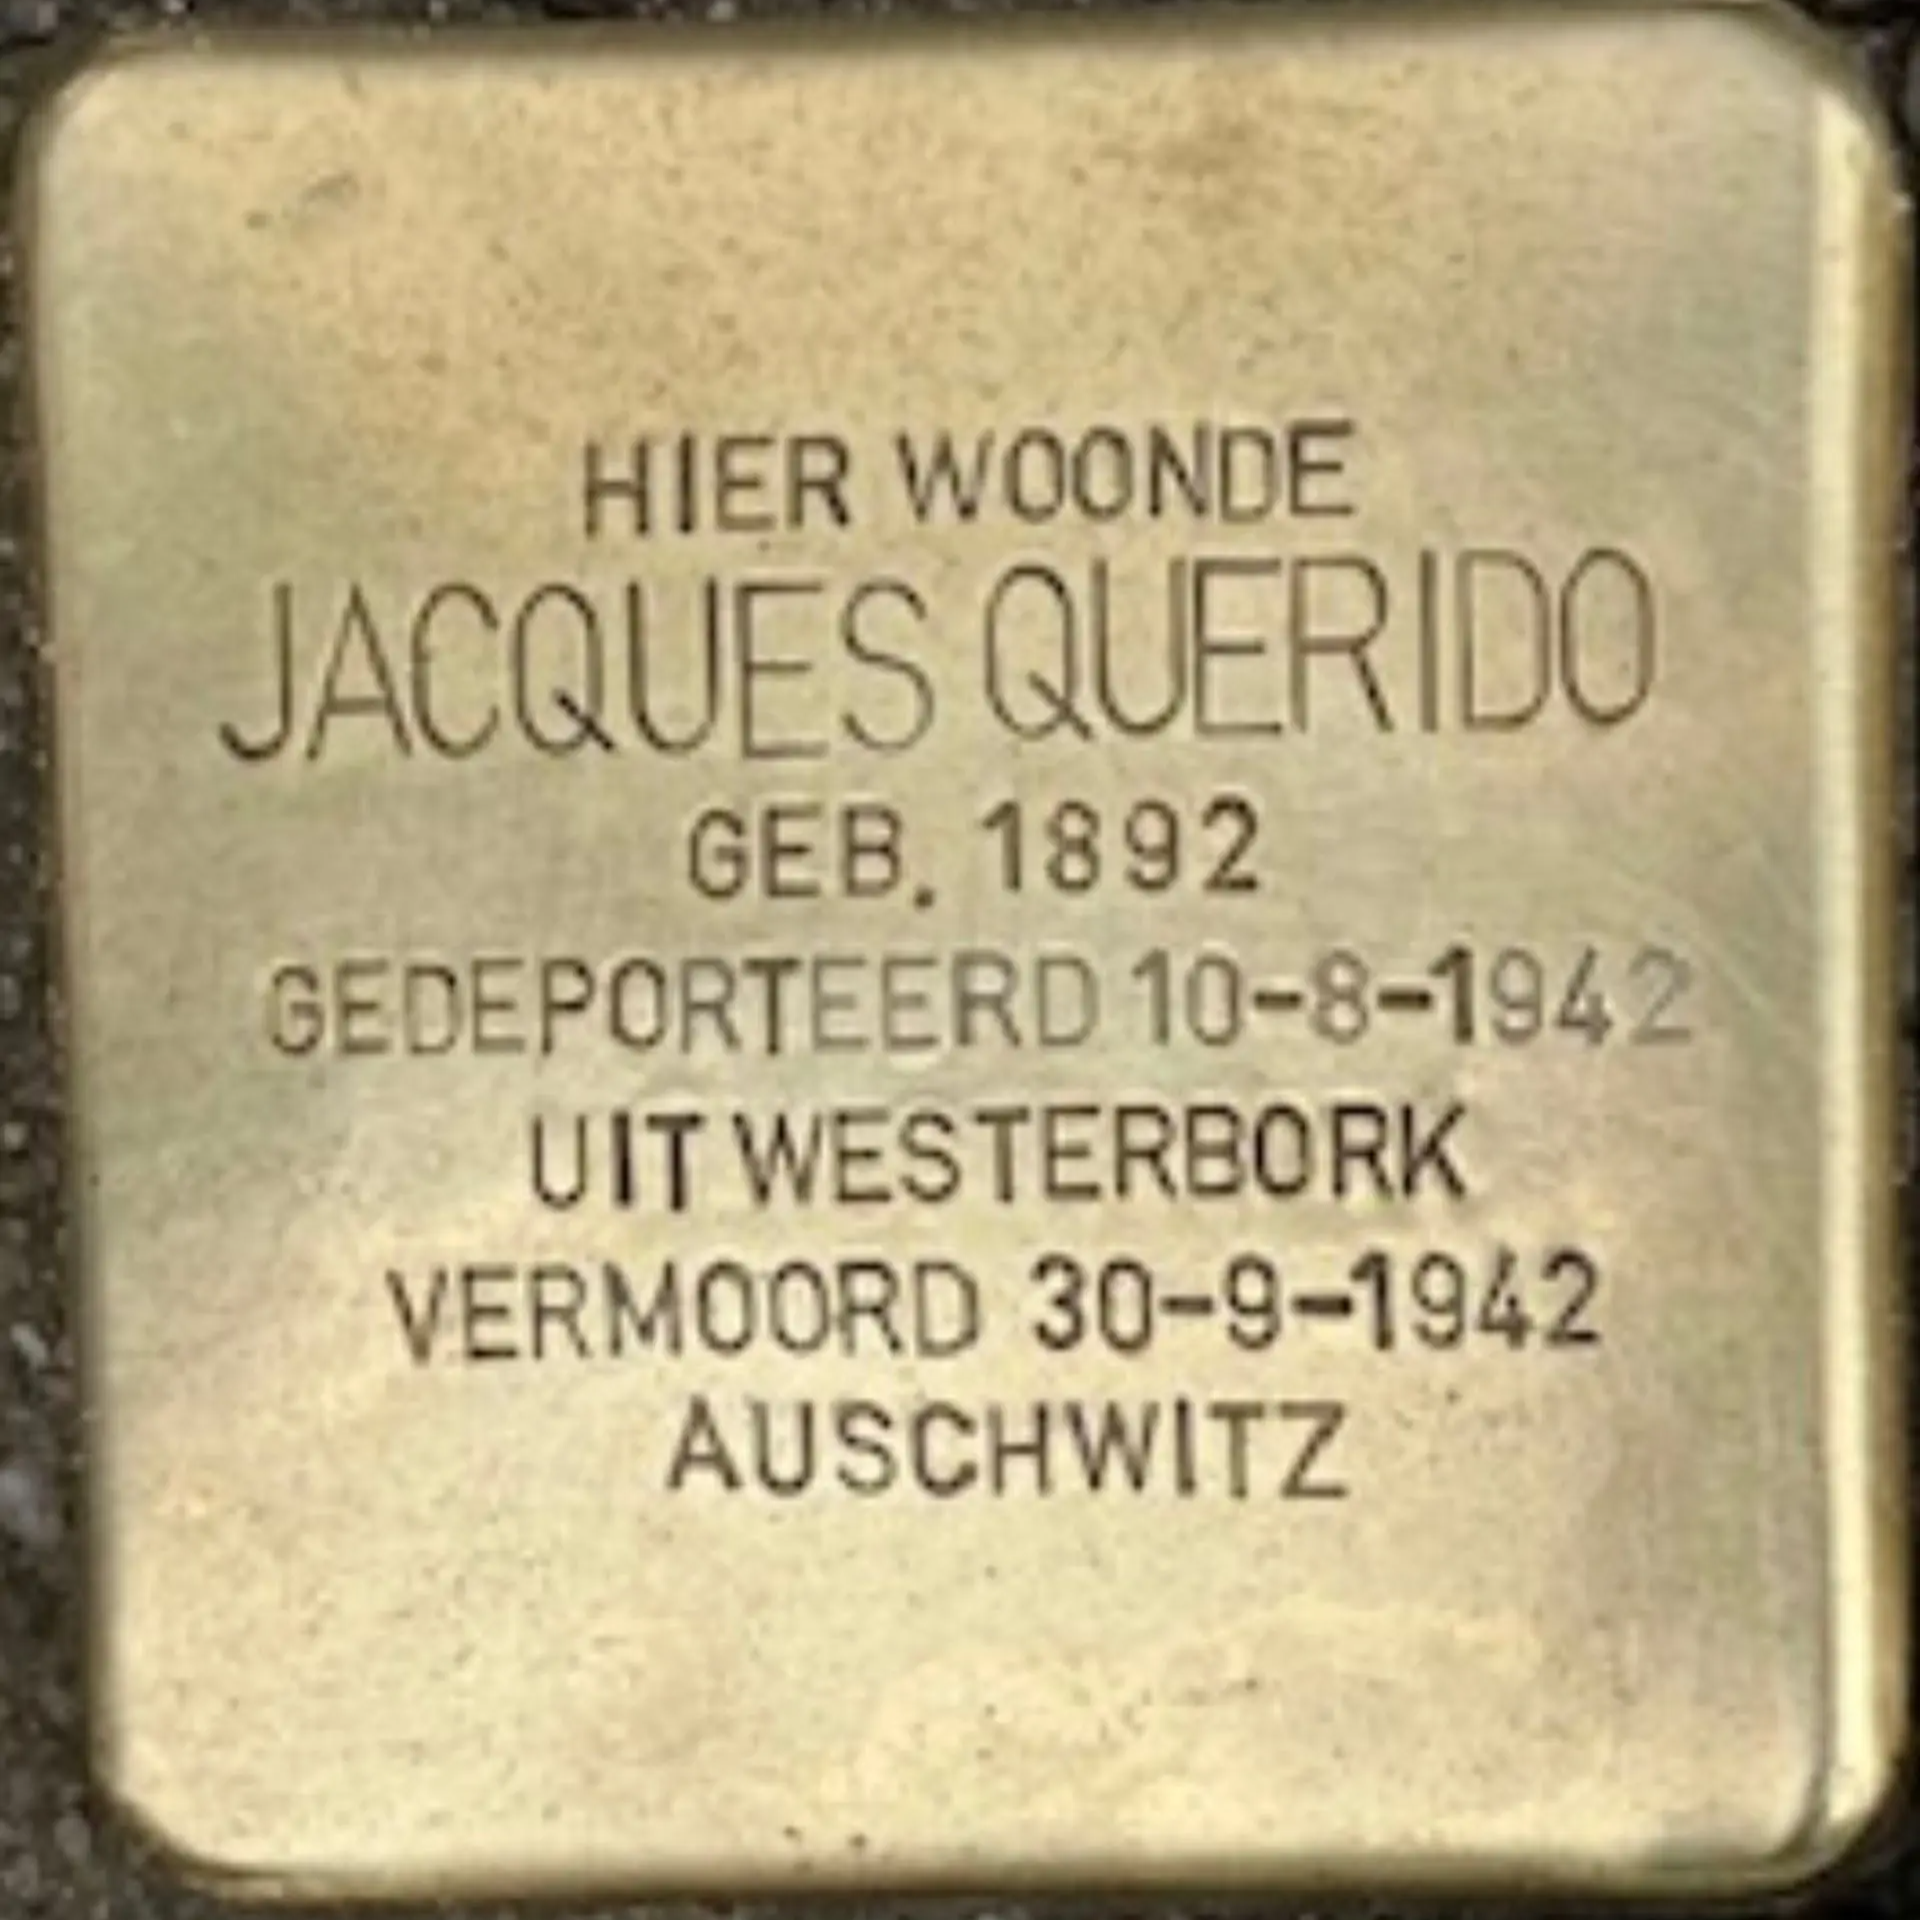 HIER WOONDE
JACQUES QUERIDO
GEB. 1892
GEDEPORTEERD 10-8-1942
UIT WESTERBORK
VERMOORD 30-9-1942
AUSCHWITZ